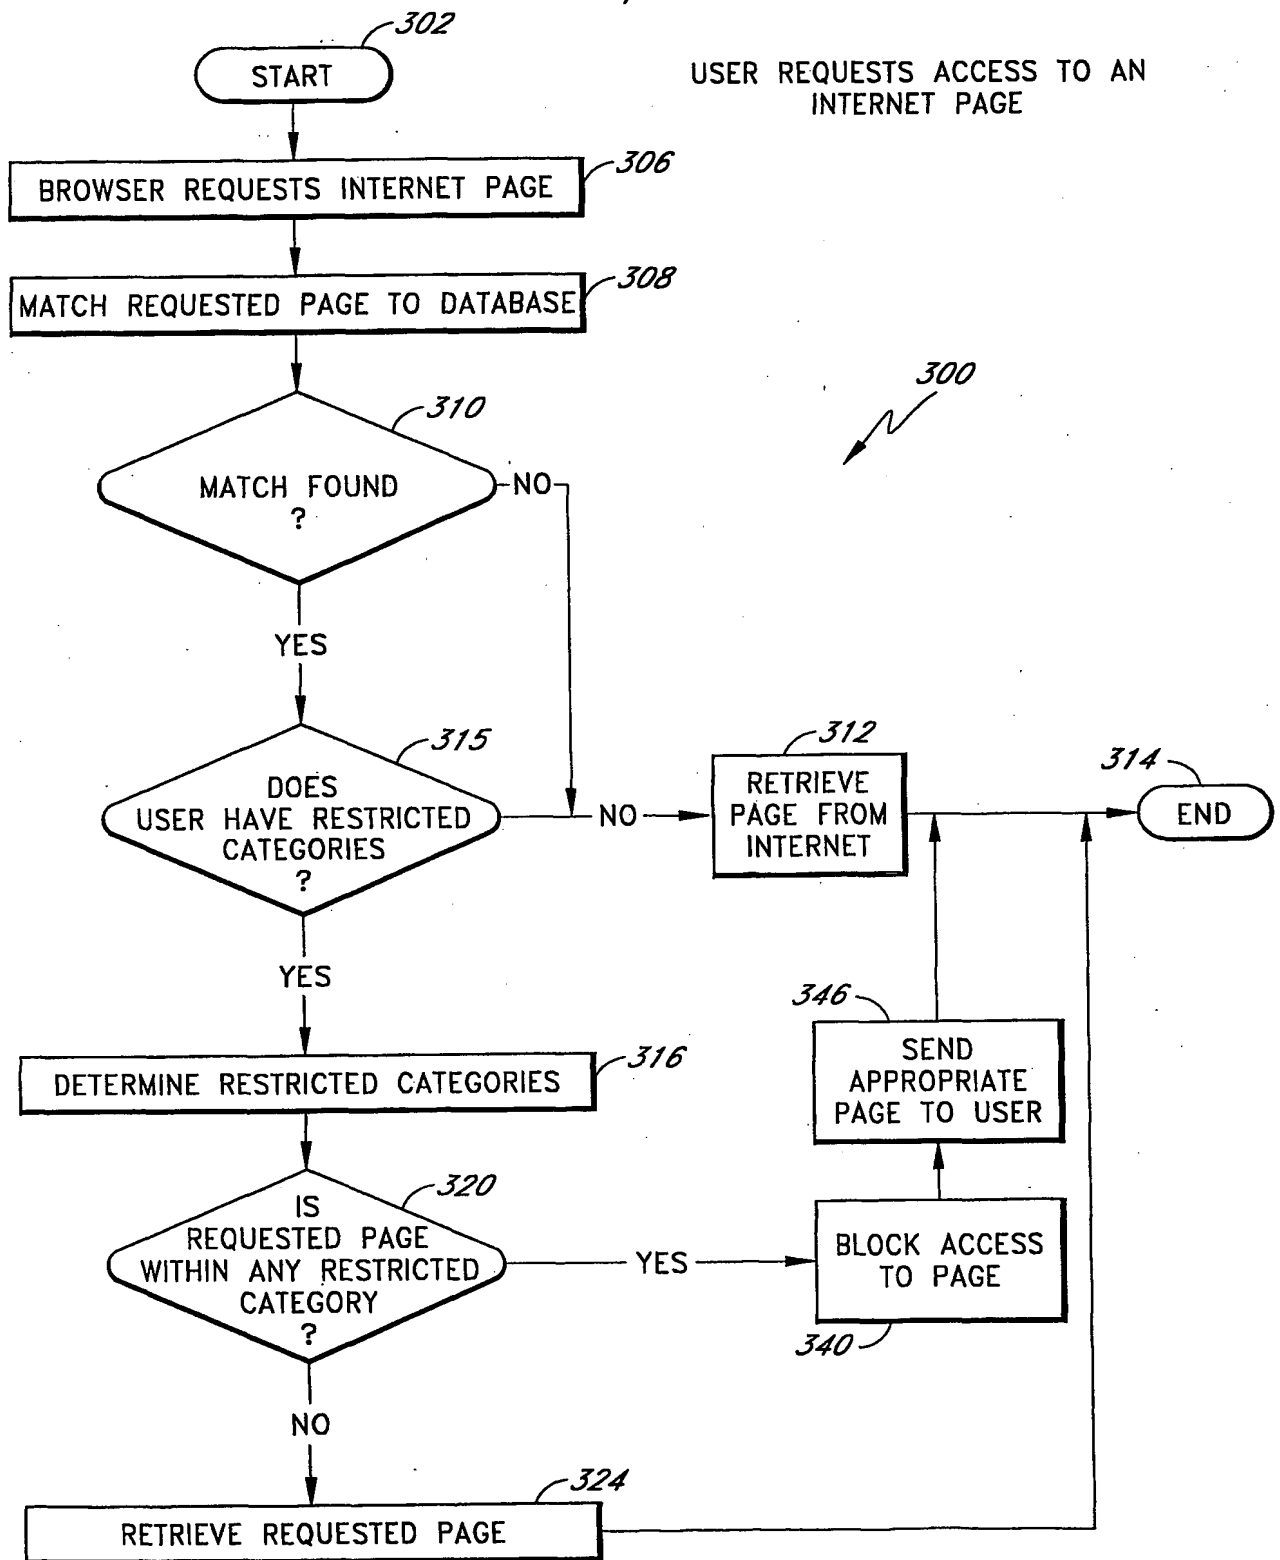 302
START
USER REQUESTS ACCESS TO AN
INTERNET PAGE
306
BROWSER REQUESTS INTERNET PAGE
308
MATCH REQUESTED PAGE TO DATABASE
300
310
MATCH FOUND
?
NO
YES
315
DOES
USER HAVE RESTRICTED
CATEGORIES
?
NO
312
RETRIEVE
PAGE FROM
INTERNET
314
END
YES
316
DETERMINE RESTRICTED CATEGORIES
346
SEND
APPROPRIATE
PAGE TO USER
320
IS
REQUESTED PAGE
WITHIN ANY RESTRICTED
CATEGORY
?
YES
BLOCK ACCESS
TO PAGE
340
NO
324
RETRIEVE REQUESTED PAGE